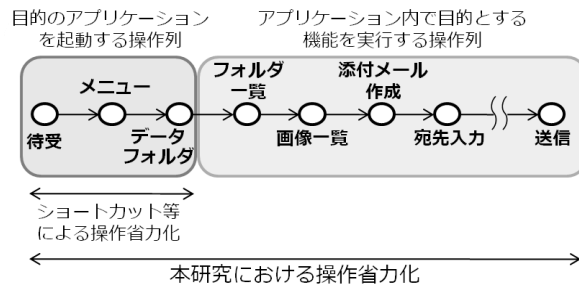 目的のアプリケーション
を起動する操作列
アプリケーション内で目的とする
機能を実行する操作列
待受
メニュー
データ
フォルダ
フォルダ
一覧
画像一覧
添付メール
作成
宛先入力
送信
ショートカット等
による操作省力化
本研究における操作省力化